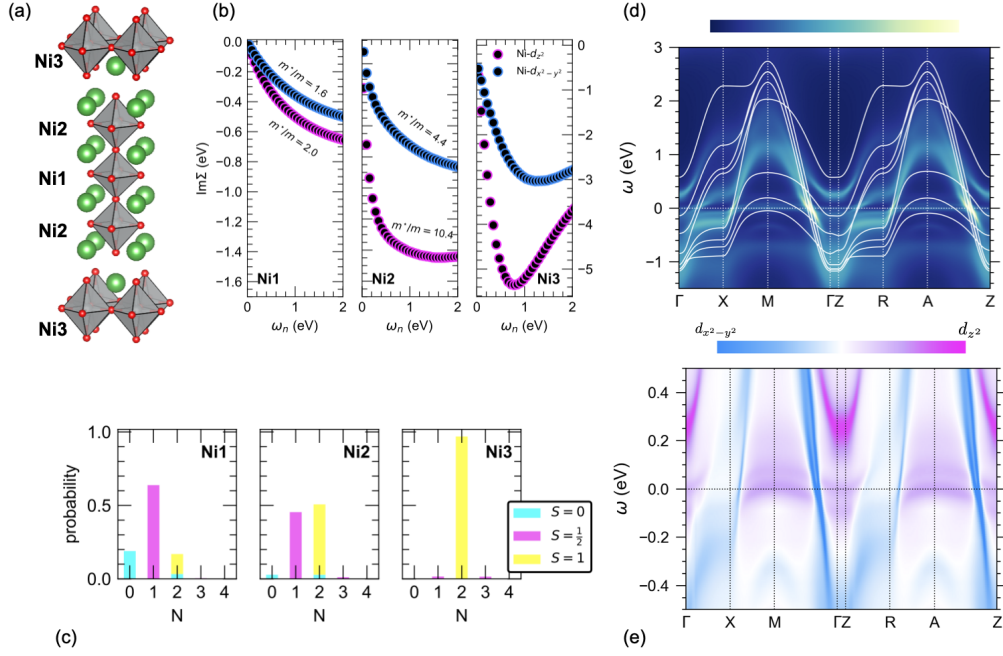 (a)
Ni3
Ni2
Ni1
Ni2
Ni3
(b)
0.0
−0.2
−0.4
−0.6
−0.8
−1.0
−1.2
−1.4
−1.6
ImΣ (eV)
m*/m = 1.6
m*/m = 2.0
Ni1
0 1 2
ωn (eV)
m*/m = 4.4
m*/m = 10.4
Ni2
0 1 2
ωn (eV)
Ni-dz²
Ni-dx²−y²
Ni3
0 1 2
ωn (eV)
0
−1
−2
−3
−4
−5
(c)
1.0
0.5
0.0
probability
Ni1
0 1 2 3 4
N
Ni2
0 1 2 3 4
N
Ni3
0 1 2 3 4
N
S = 0
S = ½
S = 1
(d)
3
2
1
0
−1
ω (eV)
Γ X M Γ Z R A Z
dx²−y² dz²
0.4
0.2
0.0
−0.2
−0.4
ω (eV)
Γ X M Γ Z R A Z
(e)